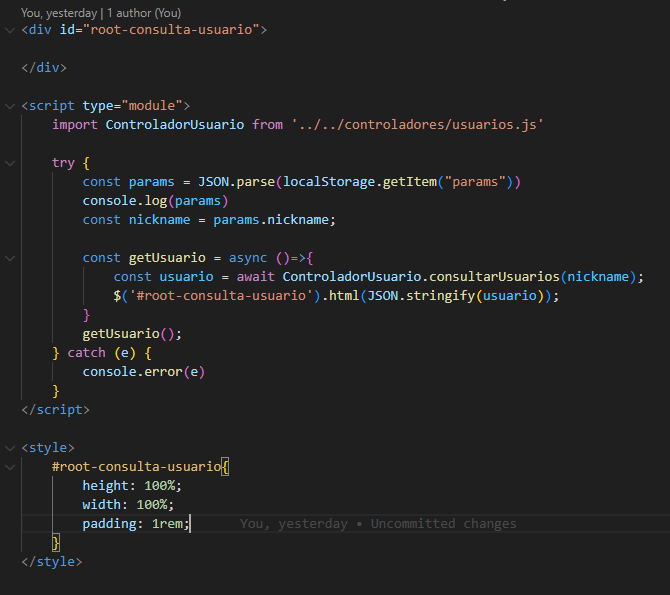 You, yesterday | 1 author (You)
<div id="root-consulta-usuario">
</div>
<script type="module">
import ControladorUsuario from '../../controladores/usuarios.js'
try {
const params = JSON.parse(localStorage.getItem("params"))
console.log(params)
const nickname = params.nickname;
const getUsuario = async ()=>{
const usuario = await ControladorUsuario.consultarUsuarios(nickname);
$('#root-consulta-usuario').html(JSON.stringify(usuario));
}
getUsuario();
} catch (e) {
console.error(e)
}
</script>
<style>
#root-consulta-usuario{
height: 100%;
width: 100%;
padding: 1rem; You, yesterday • Uncommitted changes
}
</style>